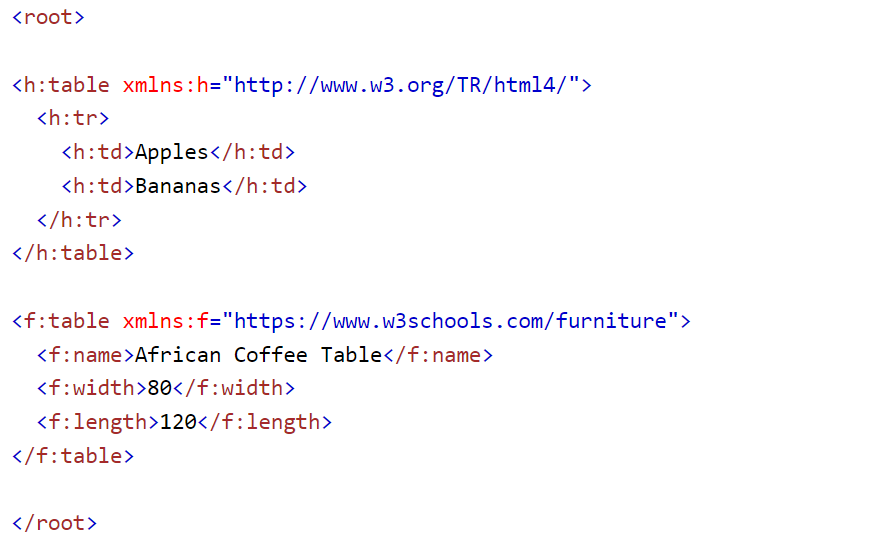 <root>
<h:table xmlns:h="http://www.w3.org/TR/html4/">
<h:tr>
<h:td>Apples</h:td>
<h:td>Bananas</h:td>
</h:tr>
</h:table>
<f:table xmlns:f="https://www.w3schools.com/furniture">
<f:name>African Coffee Table</f:name>
<f:width>80</f:width>
<f:length>120</f:length>
</f:table>
</root>